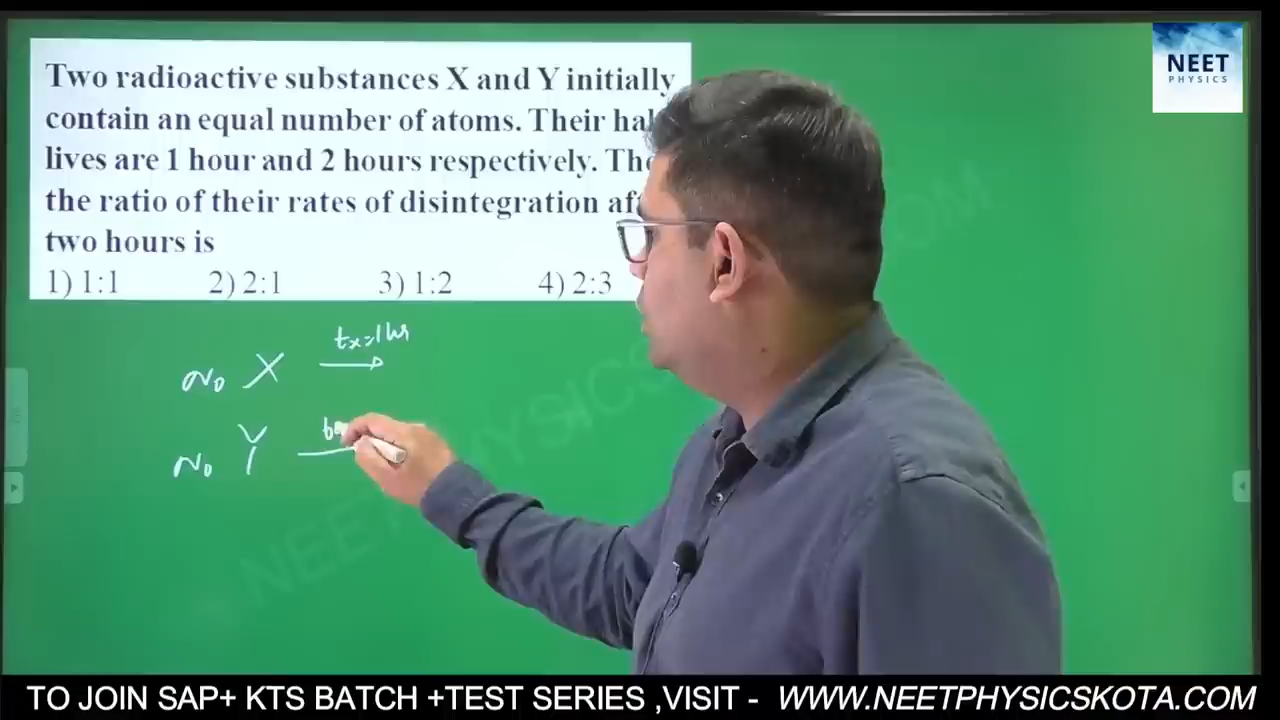 Two radioactive substances X and Y initially
contain an equal number of atoms. Their
lives are 1 hour and 2 hours respectively.
the ratio of their rates of disintegration
two hours is
1) 1:1 2) 2:1 3) 1:2 4) 2:3
N₀ X tx=1hr
N₀ Y
NEET
PHYSICS
TO JOIN SAP+ KTS BATCH +TEST SERIES ,VISIT - WWW.NEETPHYSICSKOTA.COM